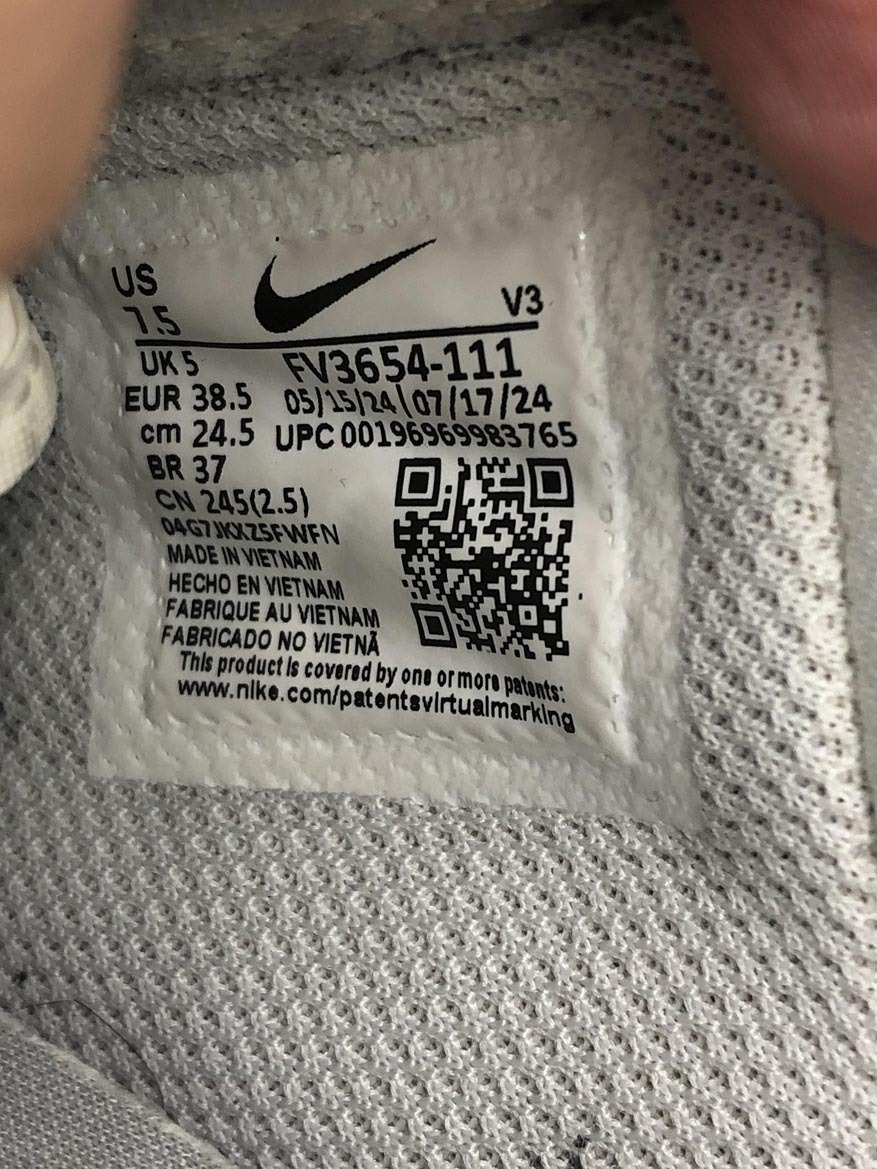 US
7.5
V3
UK 5
FV3654-111
EUR 38.5
05/15/24|07/17/24
cm 24.5
UPC 00196969983765
BR 37
CN 245(2.5)
04G7JKXZ5FWFN
MADE IN VIETNAM
HECHO EN VIETNAM
FABRIQUE AU VIETNAM
FABRICADO NO VIETNÃ
This product is covered by one or more patents:
www.nike.com/patentsvirtualmarking